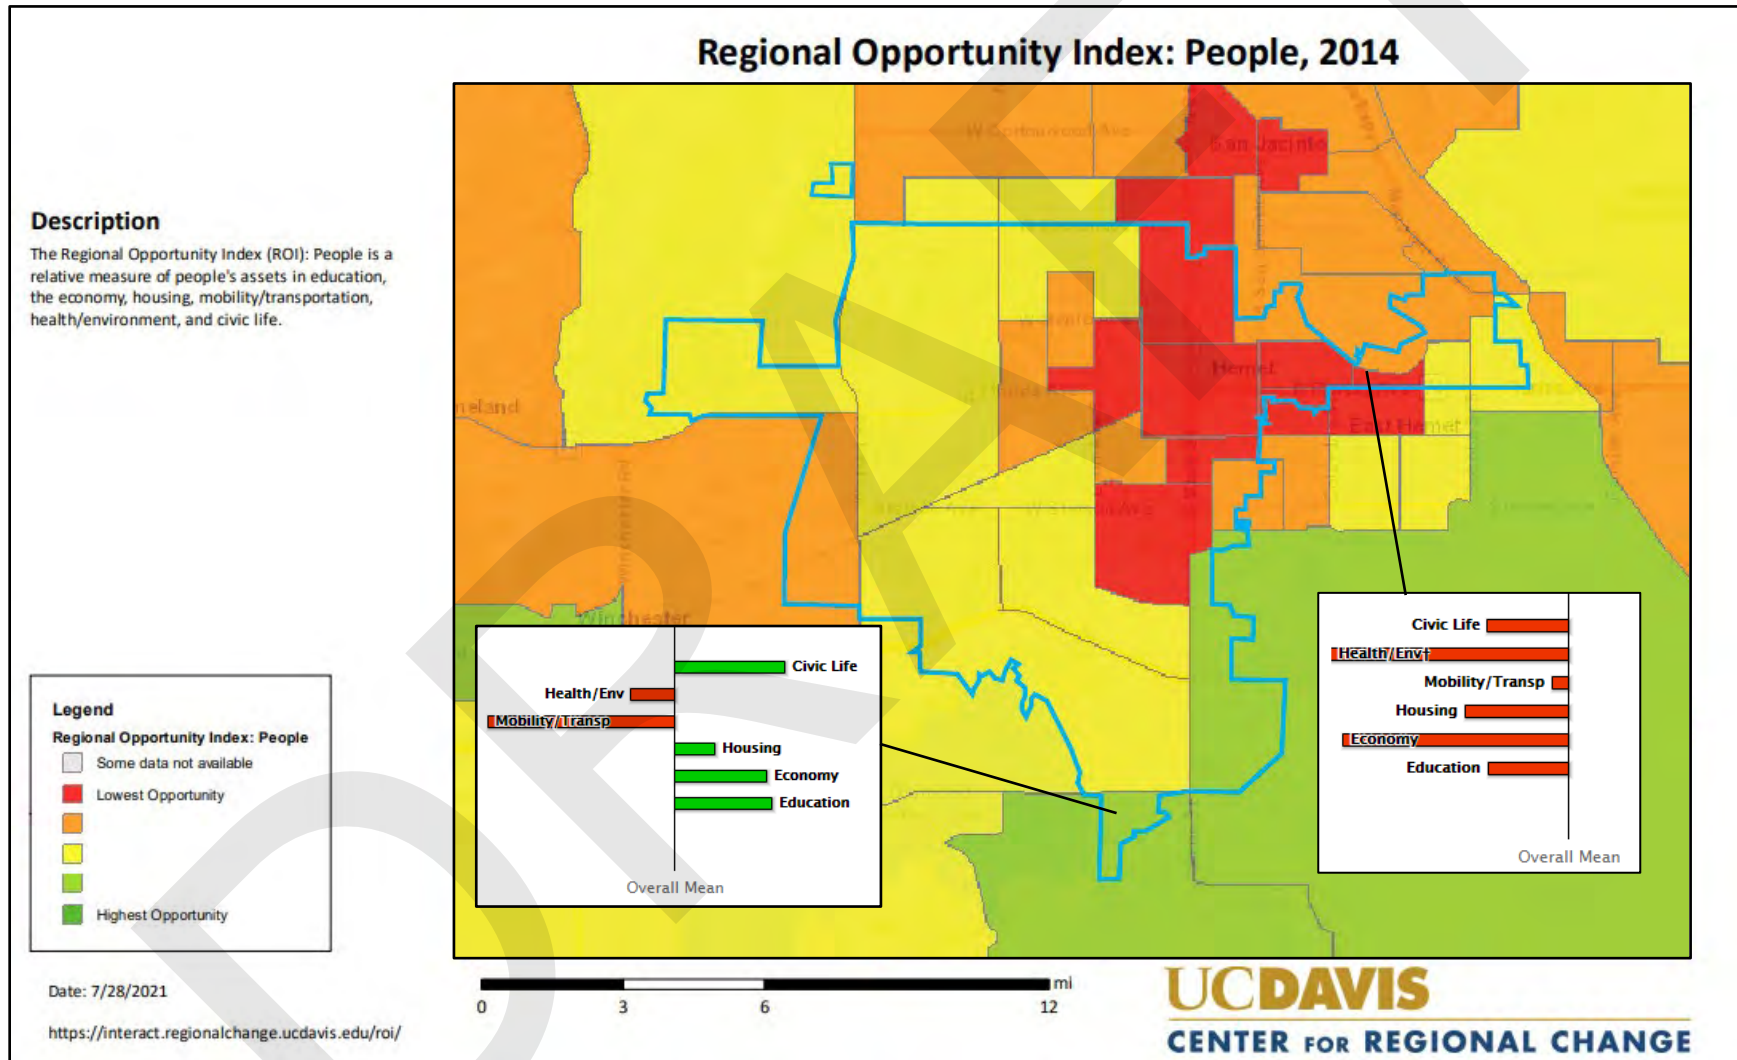 Regional Opportunity Index: People, 2014
Description
The Regional Opportunity Index (ROI): People is a
relative measure of people's assets in education,
the economy, housing, mobility/transportation,
health/environment, and civic life.
San Jacinto
Hemet
East Hemet
Winchester Rd
Winchester
Civic Life
Health/Env
Mobility/Transp
Housing
Economy
Education
Overall Mean
Civic Life
Health/Env†
Mobility/Transp
Housing
Economy
Education
Overall Mean
Legend
Regional Opportunity Index: People
Some data not available
Lowest Opportunity
Highest Opportunity
Date: 7/28/2021
https://interact.regionalchange.ucdavis.edu/roi/
0 3 6 12 mi
UCDAVIS
CENTER FOR REGIONAL CHANGE
DRAFT